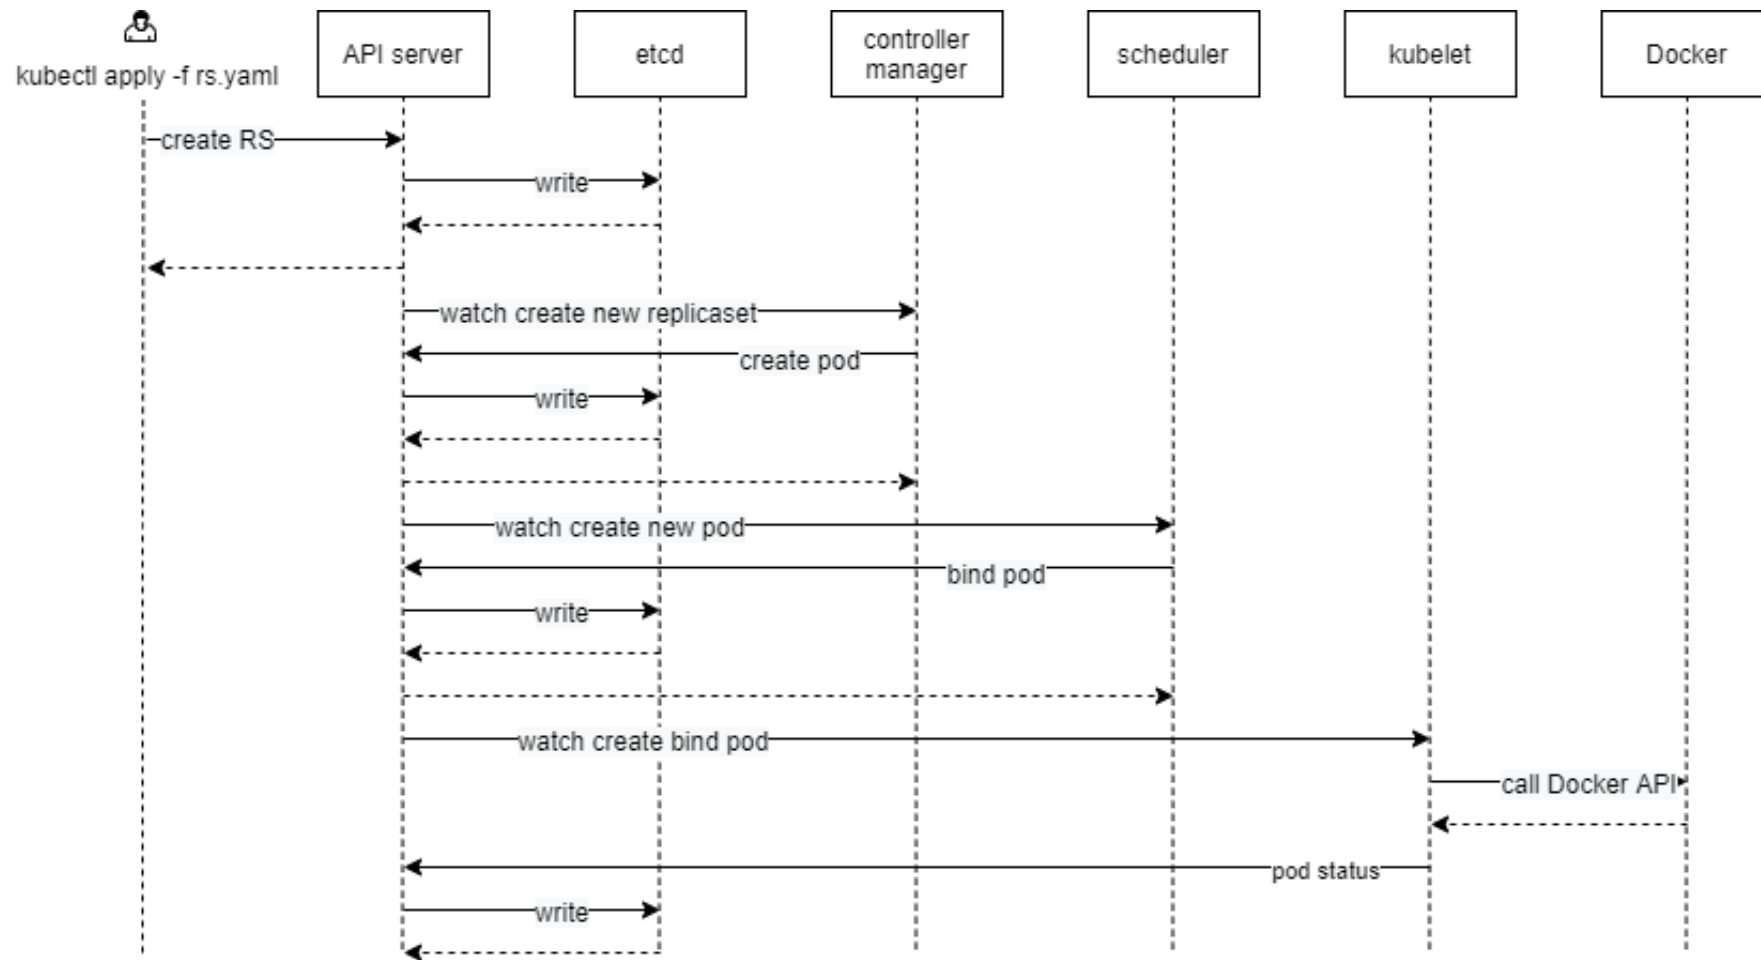 kubectl apply -f rs.yaml
API server
etcd
controller
manager
scheduler
kubelet
Docker
create RS
write
watch create new replicaset
create pod
write
watch create new pod
bind pod
write
watch create bind pod
call Docker API
pod status
write